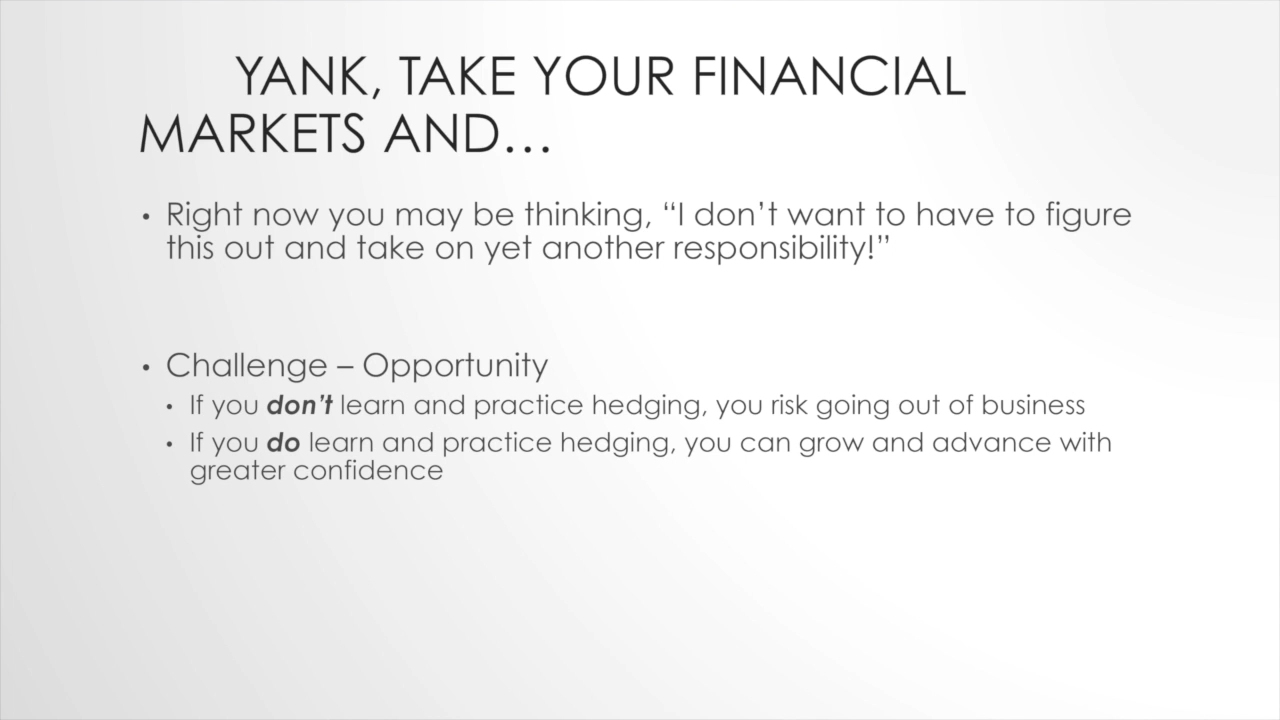 YANK, TAKE YOUR FINANCIAL
MARKETS AND…
• Right now you may be thinking, “I don’t want to have to figure
this out and take on yet another responsibility!”
• Challenge – Opportunity
• If you don’t learn and practice hedging, you risk going out of business
• If you do learn and practice hedging, you can grow and advance with
greater confidence